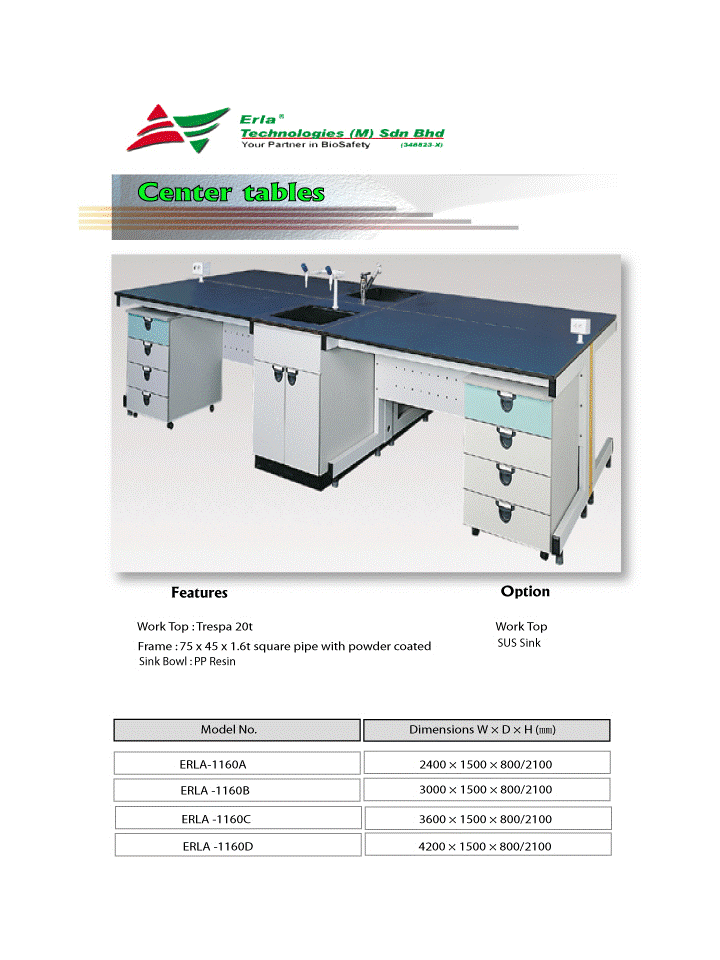 Erla ®
Technologies (M) Sdn Bhd
Your Partner in BioSafety (346823-X)
Center tables
Features Option
Work Top : Trespa 20t Work Top
Frame : 75 x 45 x 1.6t square pipe with powder coated SUS Sink
Sink Bowl : PP Resin
Model No. Dimensions W × D × H (mm)
ERLA-1160A 2400 × 1500 × 800/2100
ERLA -1160B 3000 × 1500 × 800/2100
ERLA -1160C 3600 × 1500 × 800/2100
ERLA -1160D 4200 × 1500 × 800/2100